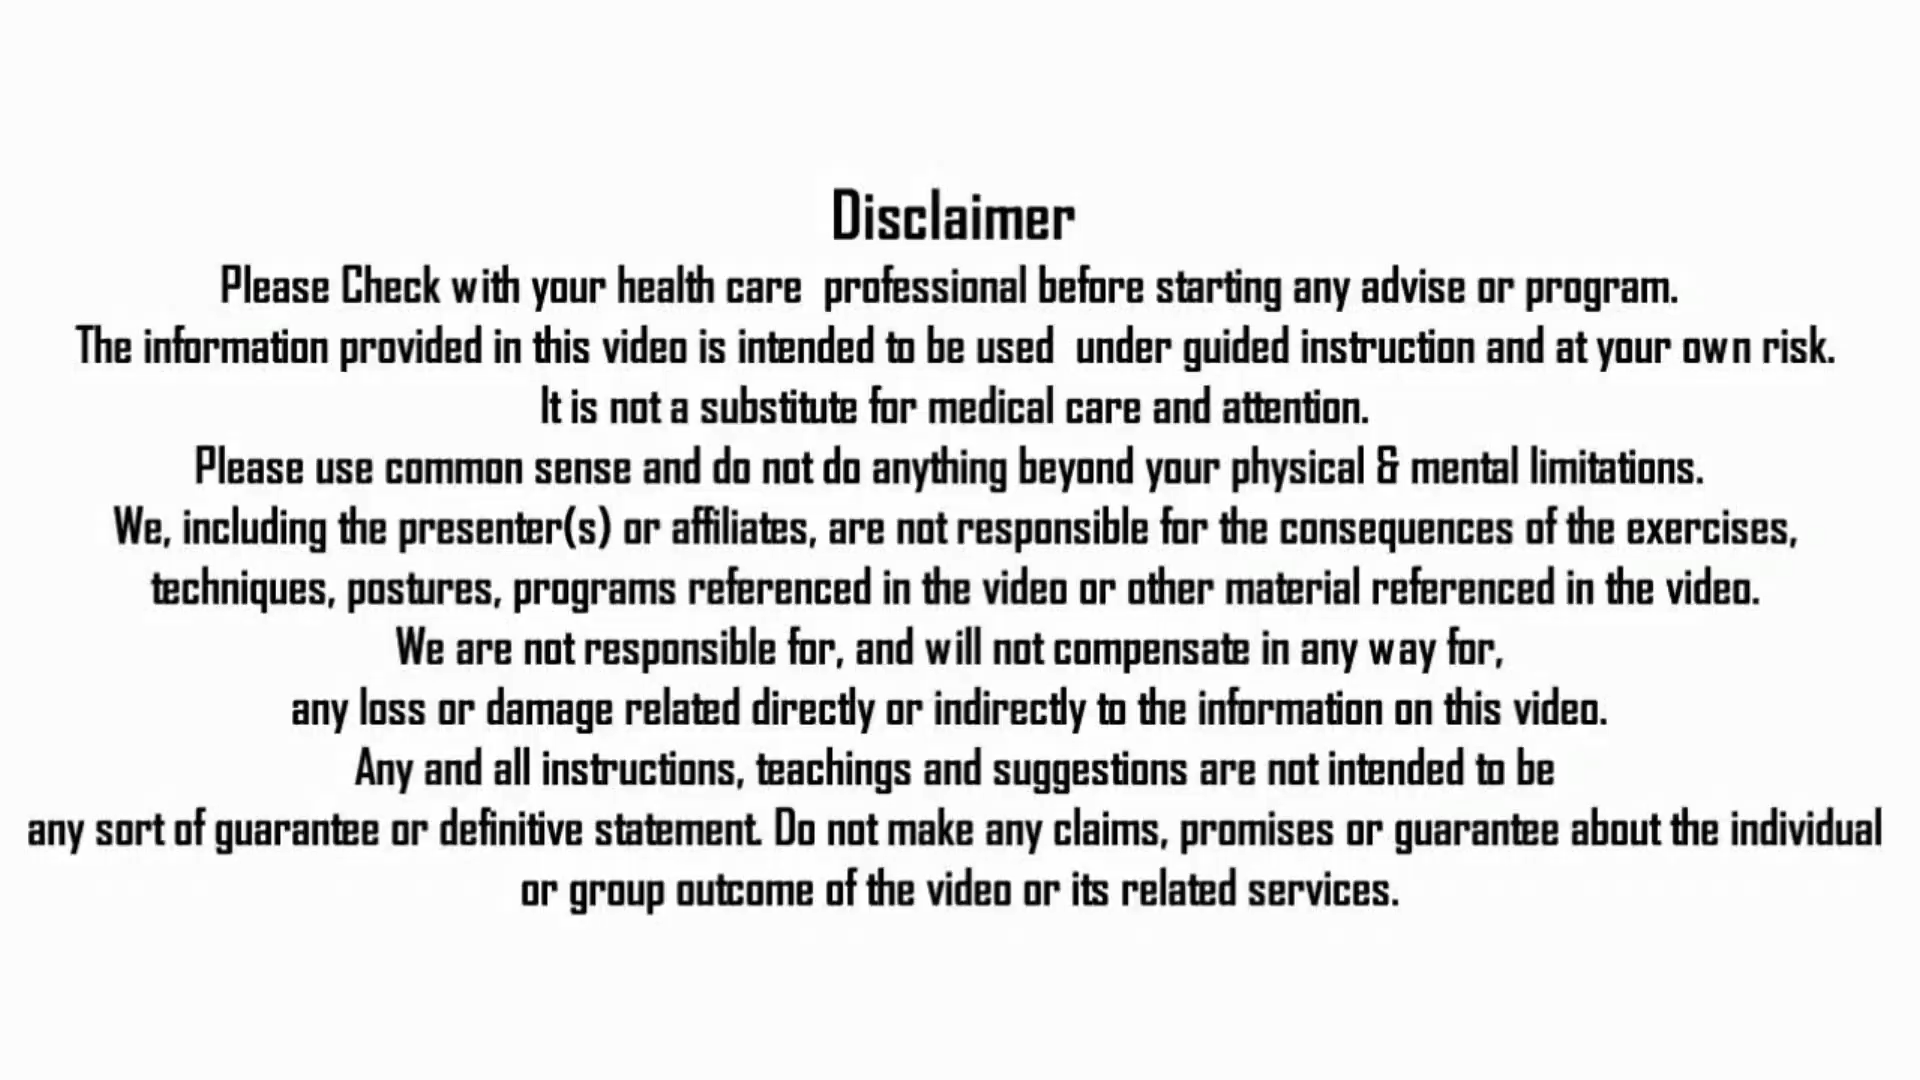 Disclaimer
Please Check with your health care professional before starting any advise or program.
The information provided in this video is intended to be used under guided instruction and at your own risk.
It is not a substitute for medical care and attention.
Please use common sense and do not do anything beyond your physical & mental limitations.
We, including the presenter(s) or affiliates, are not responsible for the consequences of the exercises,
techniques, postures, programs referenced in the video or other material referenced in the video.
We are not responsible for, and will not compensate in any way for,
any loss or damage related directly or indirectly to the information on this video.
Any and all instructions, teachings and suggestions are not intended to be
any sort of guarantee or definitive statement. Do not make any claims, promises or guarantee about the individual
or group outcome of the video or its related services.